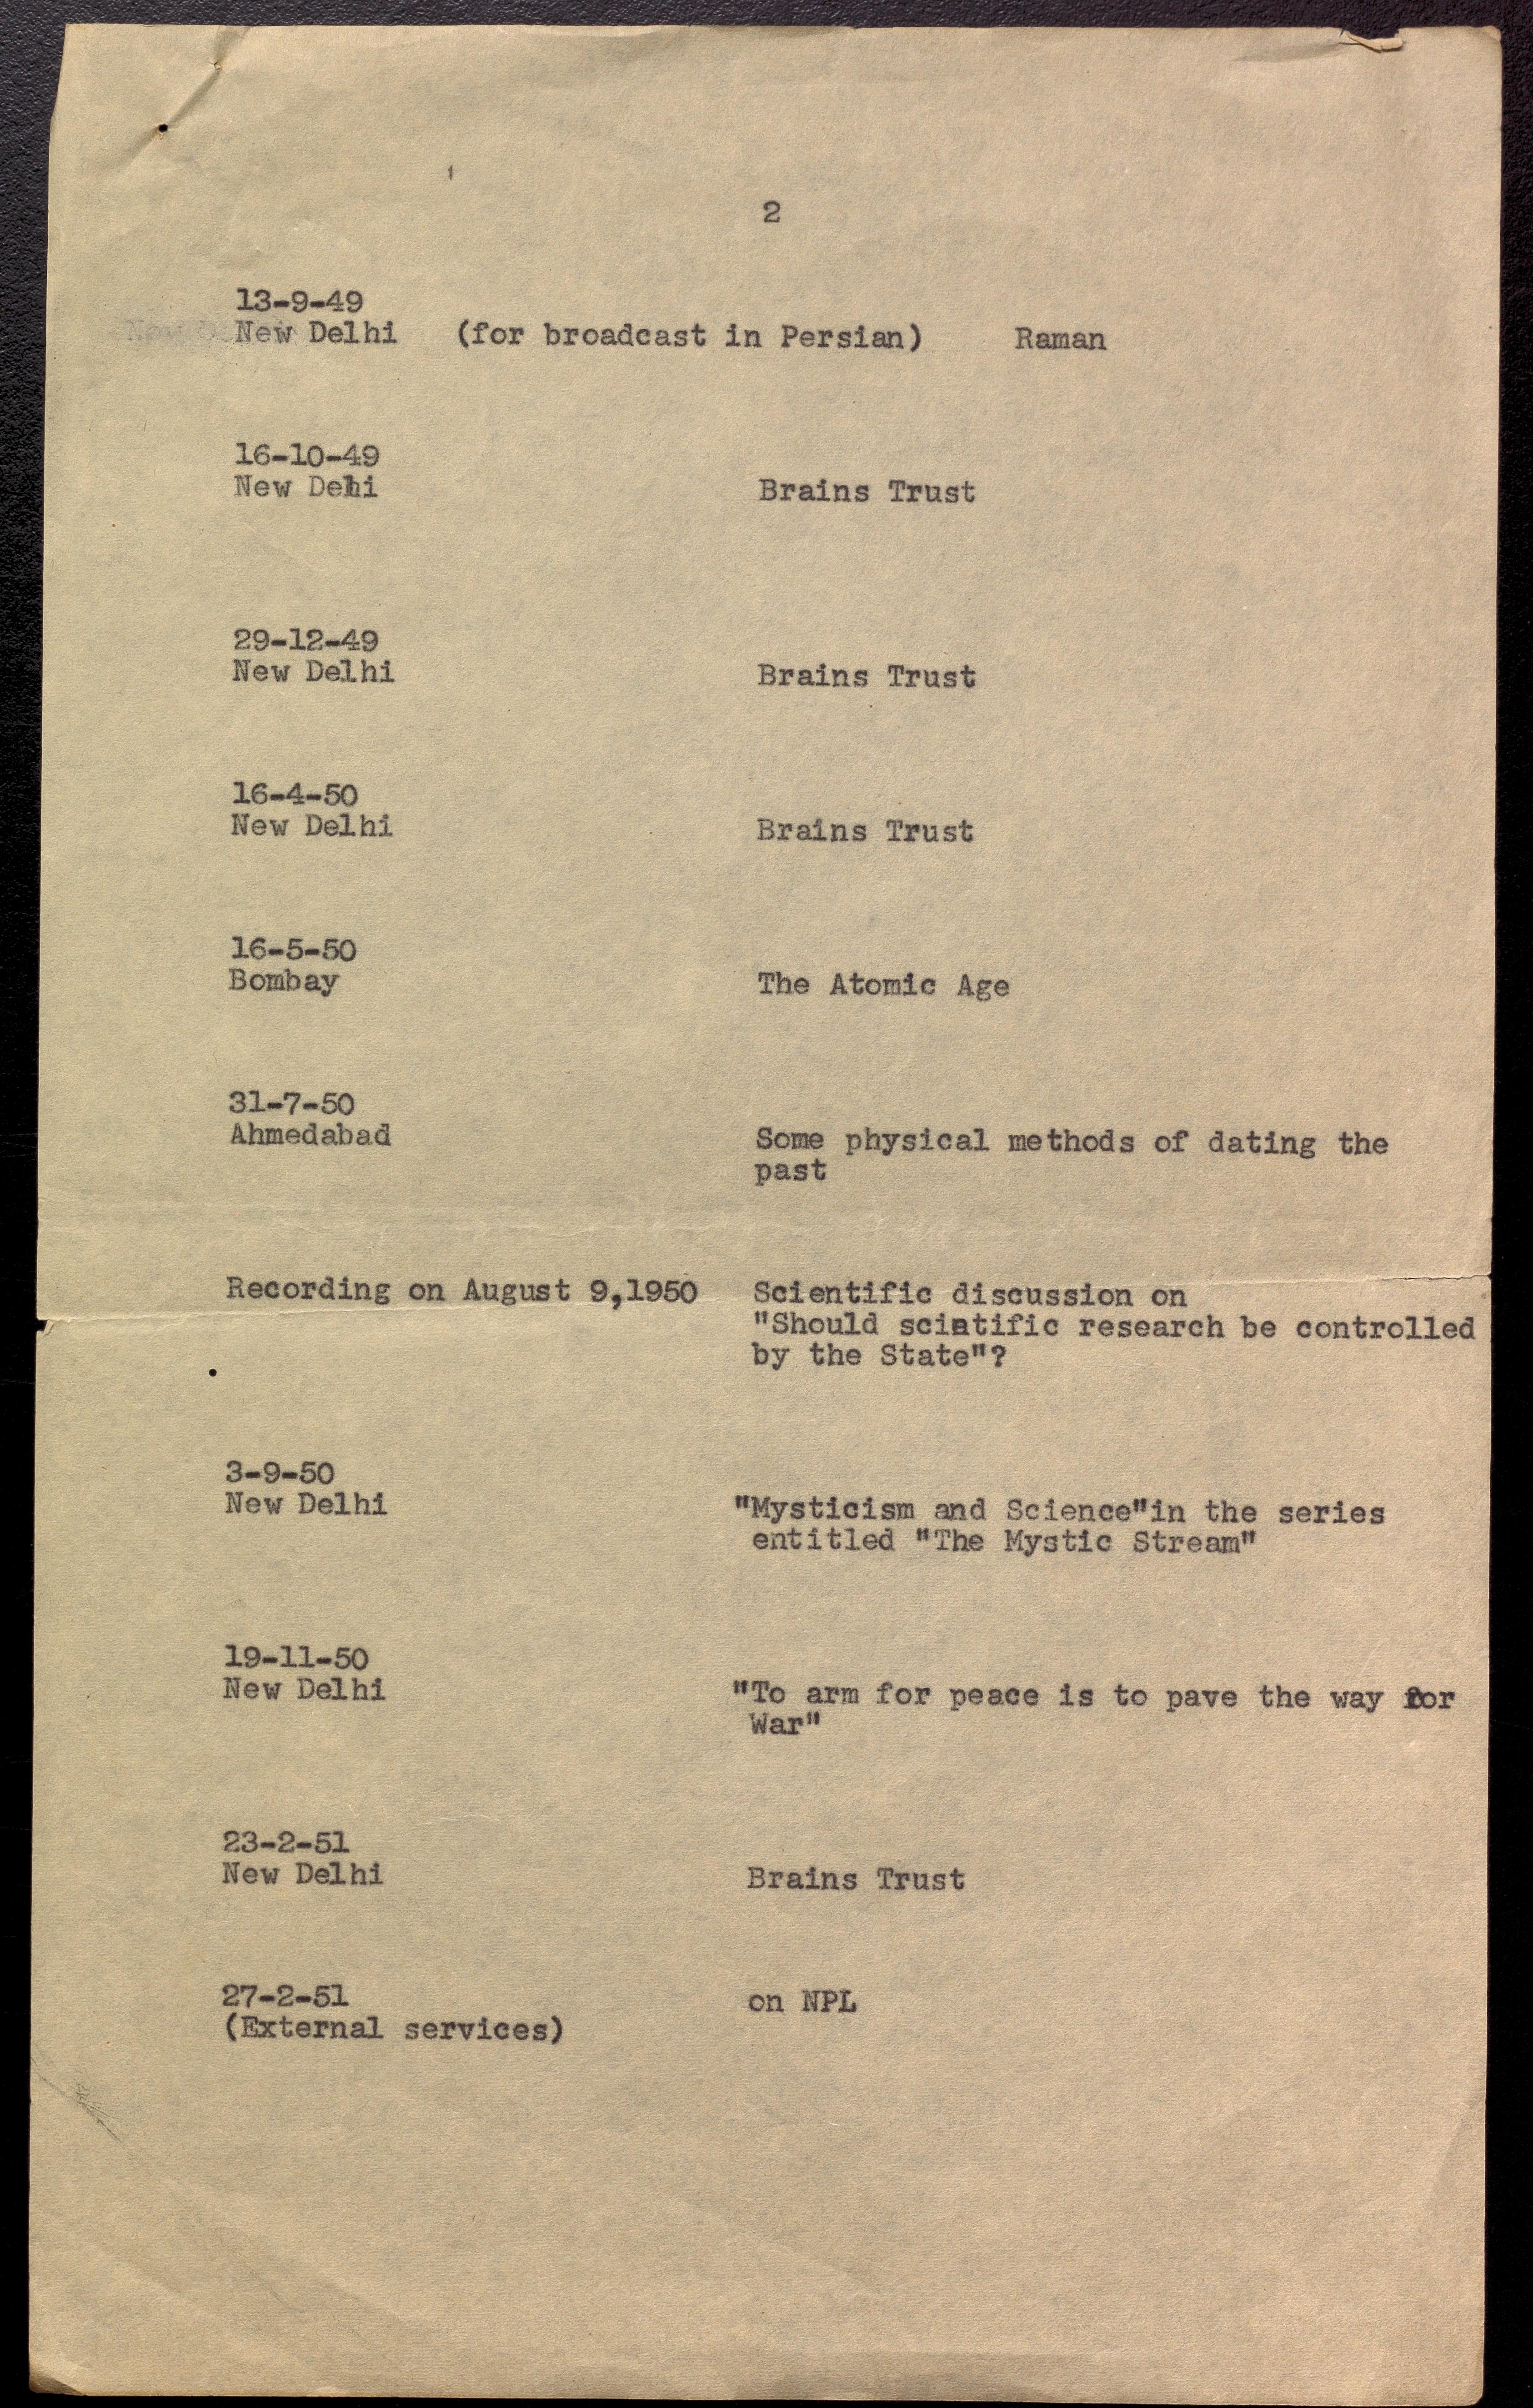 2
13-9-49
New Delhi (for broadcast in Persian) Raman
16-10-49
New Dehi
Brains Trust
29-12-49
New Delhi
Brains Trust
16-4-50
New Delhi
Brains Trust
16-5-50
Bombay
The Atomic Age
31-7-50
Ahmedabad
Some physical methods of dating the
past
Recording on August 9,1950 Scientific discussion on
"Should scientific research be controlled
by the State"?
3-9-50
New Delhi
"Mysticism and Science"in the series
entitled "The Mystic Stream"
19-11-50
New Delhi
"To arm for peace is to pave the way for
War"
23-2-51
New Delhi
Brains Trust
27-2-51
on NPL
(External services)